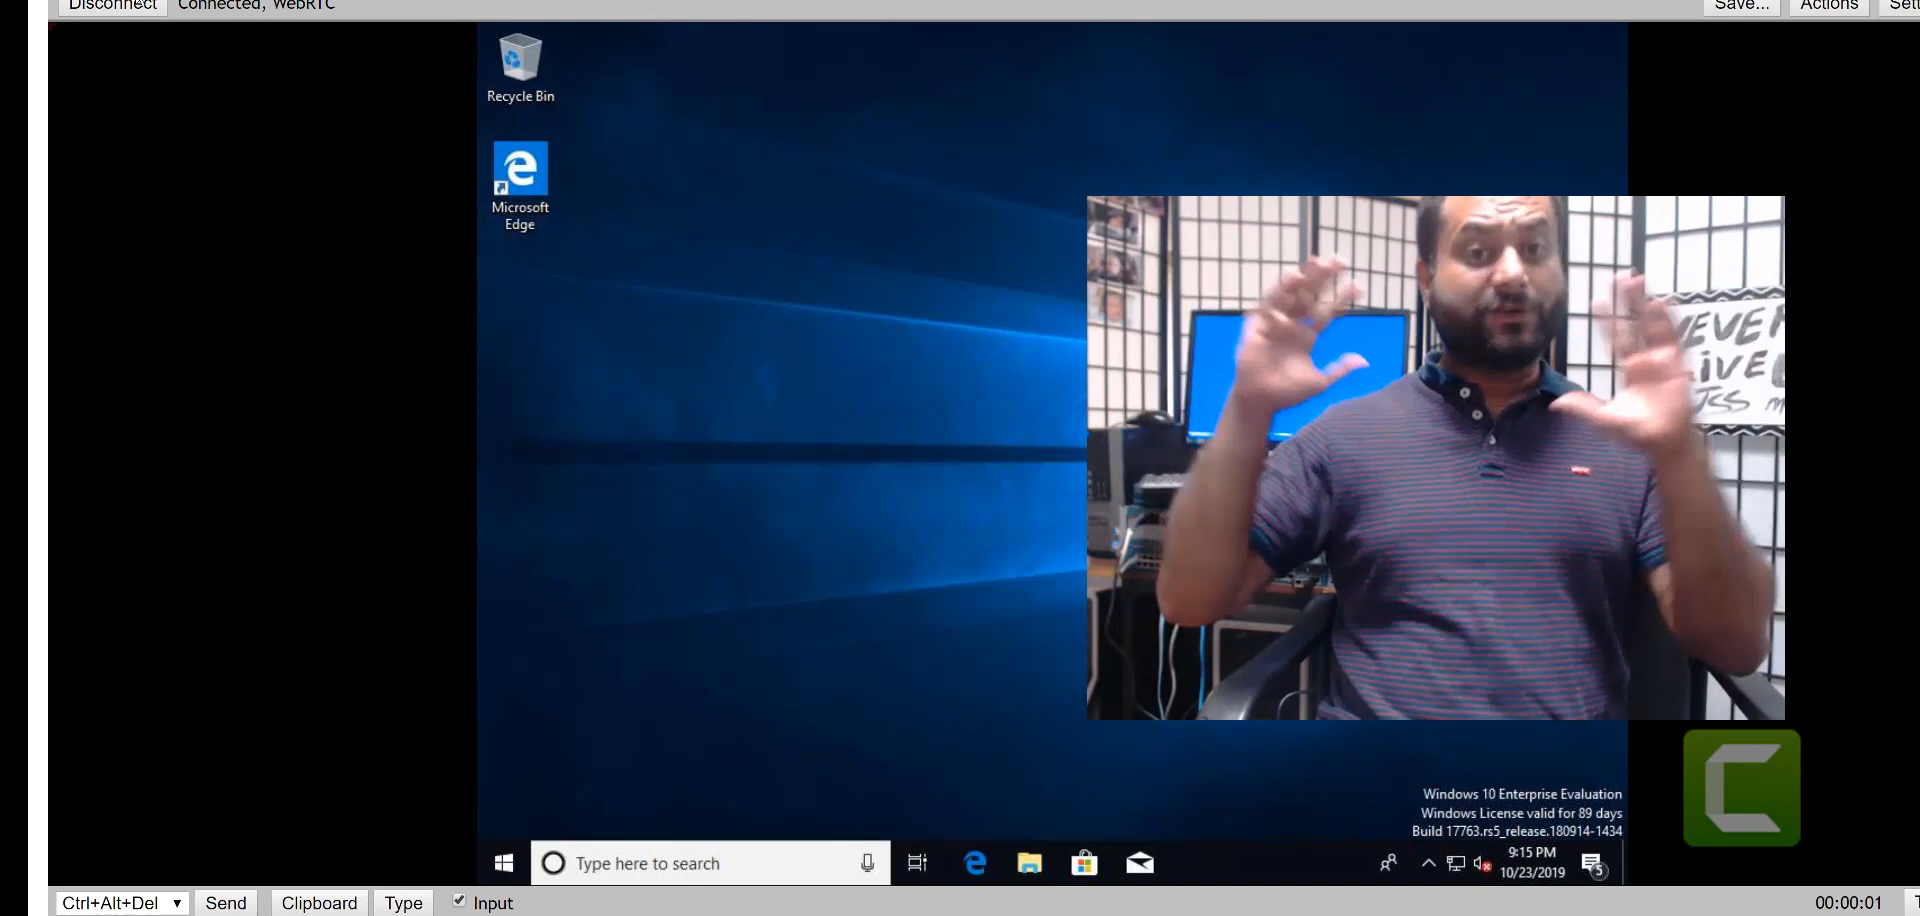 Disconnect
Connected, WebRTC
Save...
Actions
Recycle Bin
Microsoft
Edge
LiVE
Windows 10 Enterprise Evaluation
Windows License valid for 89 days
Build 17763.rs5_release.180914-1434
Type here to search
9:15 PM
10/23/2019
5
Ctrl+Alt+Del
Send
Clipboard
Type
Input
00:00:01